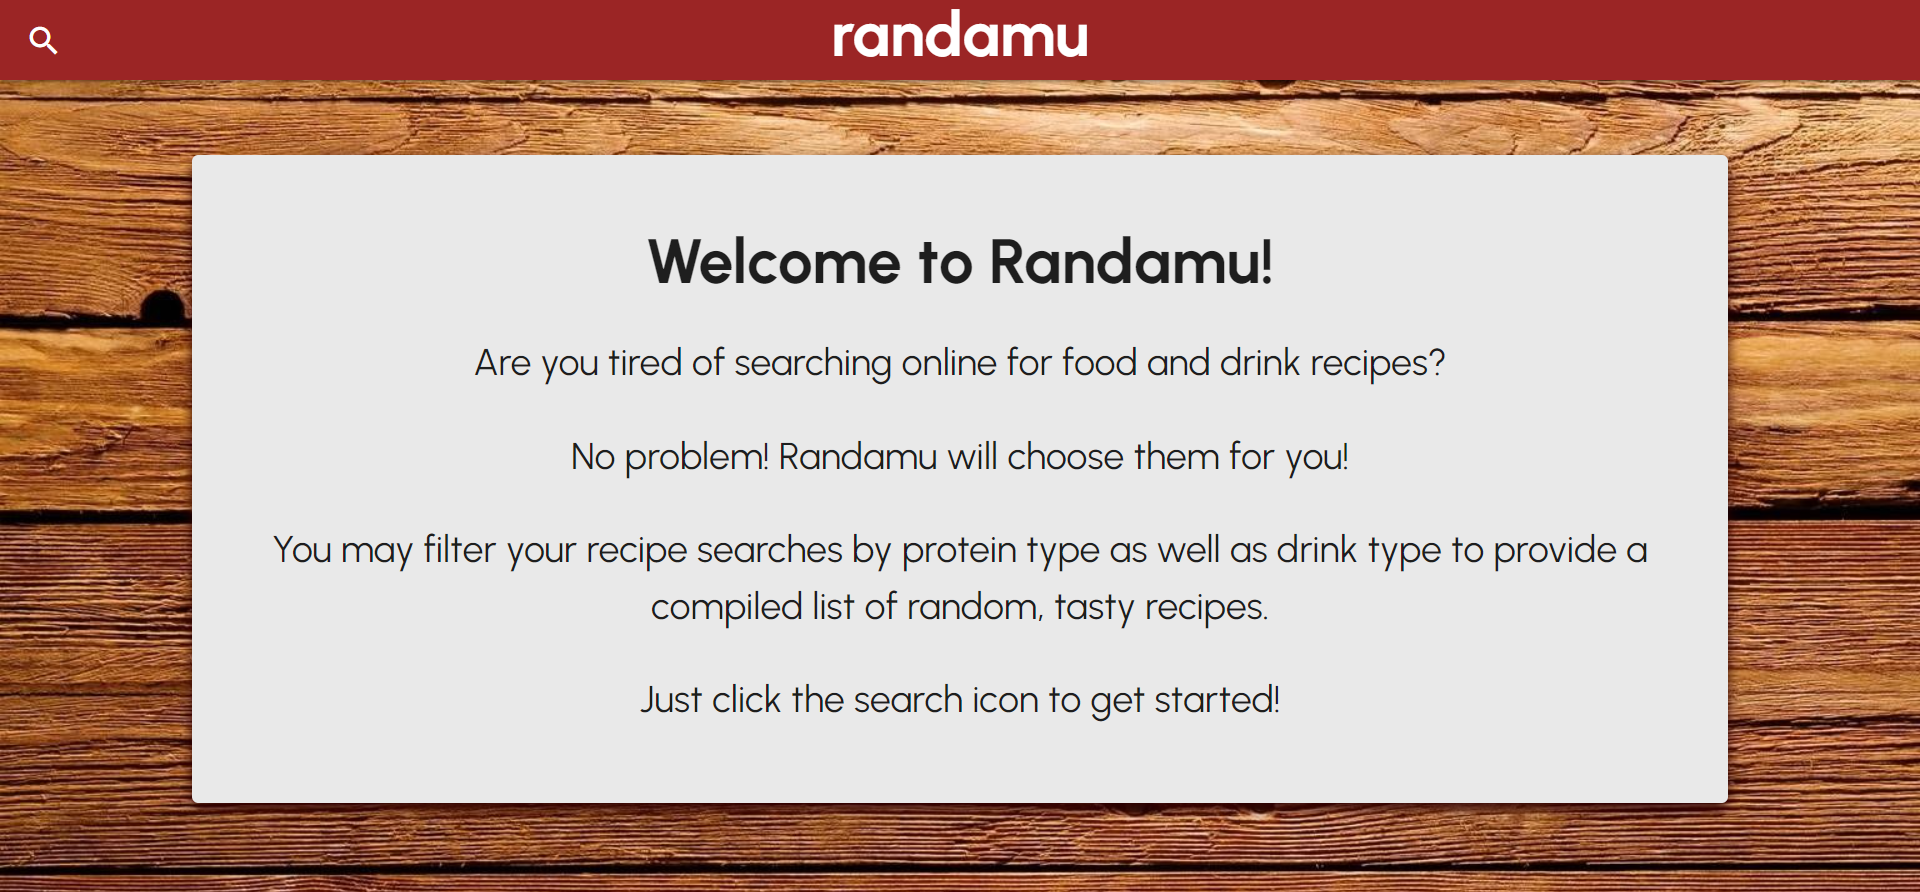 randamu
Welcome to Randamu!
Are you tired of searching online for food and drink recipes?
No problem! Randamu will choose them for you!
You may filter your recipe searches by protein type as well as drink type to provide a
compiled list of random, tasty recipes.
Just click the search icon to get started!